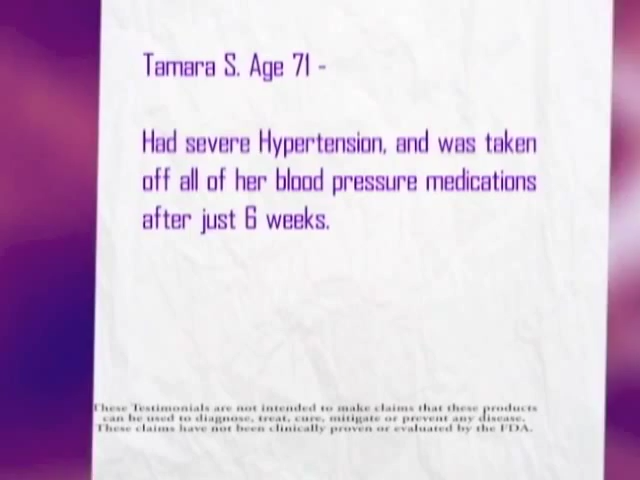 Tamara S. Age 71 -
Had severe Hypertension, and was taken
off all of her blood pressure medications
after just 6 weeks.
These Testimonials are not intended to make claims that these products
can be used to diagnose, treat, cure, mitigate or prevent any disease.
These claims have not been clinically proven or evaluated by the FDA.